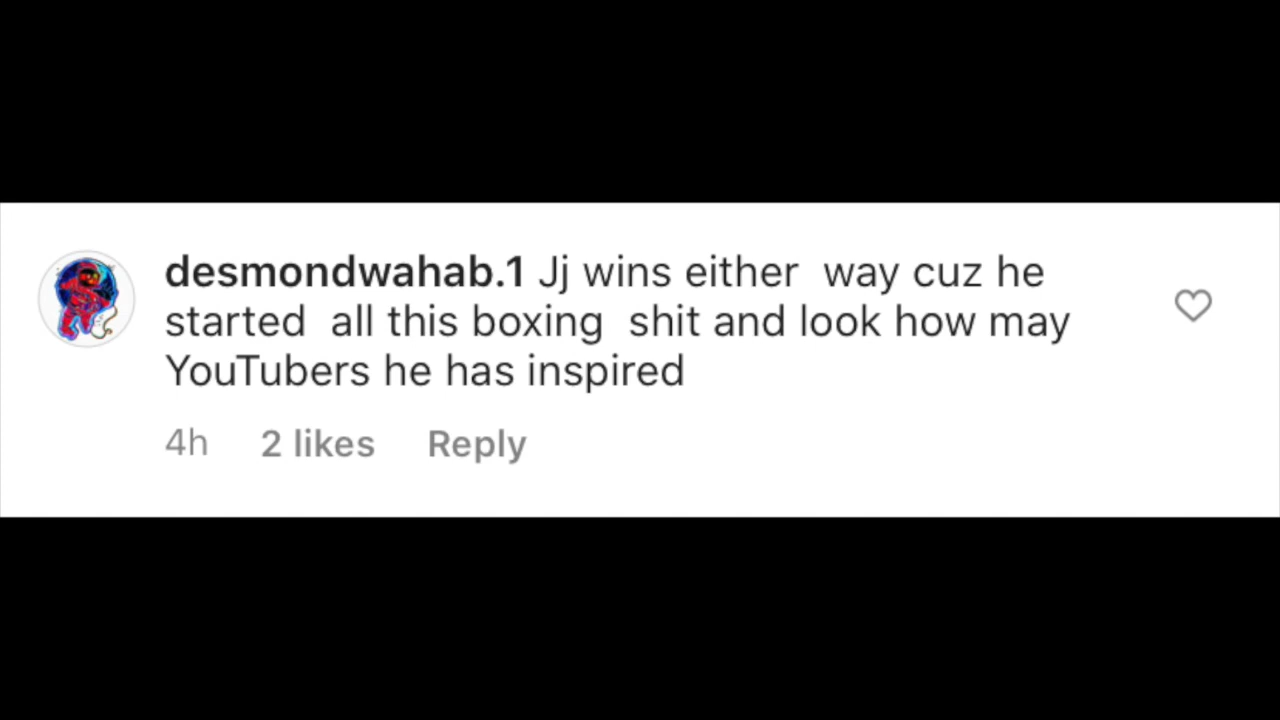 desmondwahab.1 Jj wins either  way cuz he
started  all this boxing  shit and look how may
YouTubers he has inspired
4h 2 likes Reply